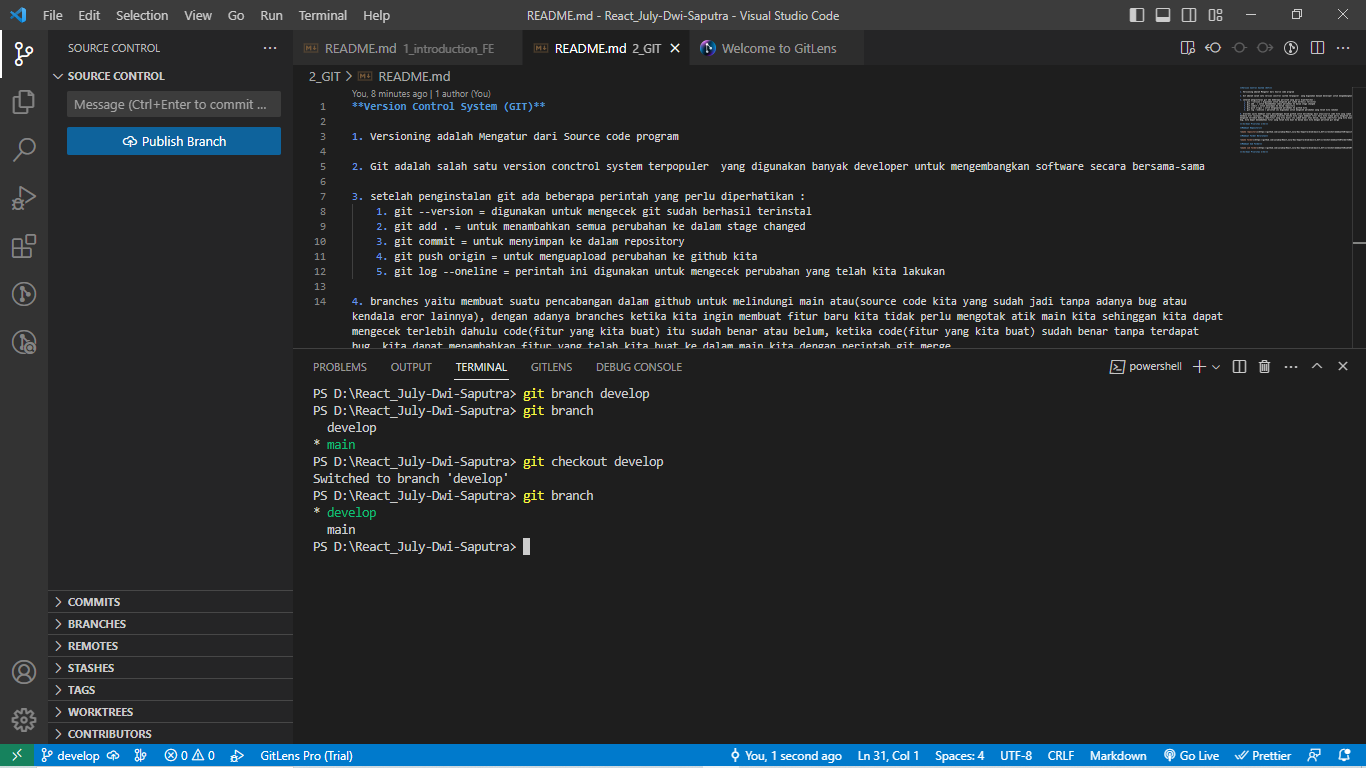 File Edit Selection View Go Run Terminal Help README.md - React_July-Dwi-Saputra - Visual Studio Code
SOURCE CONTROL ···
SOURCE CONTROL
Message (Ctrl+Enter to commit ...
Publish Branch
COMMITS
BRANCHES
REMOTES
STASHES
TAGS
WORKTREES
CONTRIBUTORS
README.md 1_introduction_FE README.md 2_GIT Welcome to GitLens
2_GIT > README.md
You, 8 minutes ago | 1 author (You)
1 **Version Control System (GIT)**
2
3 1. Versioning adalah Mengatur dari Source code program
4
5 2. Git adalah salah satu version conctrol system terpopuler  yang digunakan banyak developer untuk mengembangkan software secara bersama-sama
6
7 3. setelah penginstalan git ada beberapa perintah yang perlu diperhatikan :
8 1. git --version = digunakan untuk mengecek git sudah berhasil terinstal
9 2. git add . = untuk menambahkan semua perubahan ke dalam stage changed
10 3. git commit = untuk menyimpan ke dalam repository
11 4. git push origin = untuk menguapload perubahan ke github kita
12 5. git log --oneline = perintah ini digunakan untuk mengecek perubahan yang telah kita lakukan
13
14 4. branches yaitu membuat suatu pencabangan dalam github untuk melindungi main atau(source code kita yang sudah jadi tanpa adanya bug atau
kendala eror lainnya), dengan adanya branches ketika kita ingin membuat fitur baru kita tidak perlu mengotak atik main kita sehinggan kita dapat
mengecek terlebih dahulu code(fitur yang kita buat) itu sudah benar atau belum, ketika code(fitur yang kita buat) sudah benar tanpa terdapat
bug, kita dapat menambahkan fitur yang telah kita buat ke dalam main kita dengan perintah git merge
PROBLEMS OUTPUT TERMINAL GITLENS DEBUG CONSOLE powershell
PS D:\React_July-Dwi-Saputra> git branch develop
PS D:\React_July-Dwi-Saputra> git branch
develop
* main
PS D:\React_July-Dwi-Saputra> git checkout develop
Switched to branch 'develop'
PS D:\React_July-Dwi-Saputra> git branch
* develop
main
PS D:\React_July-Dwi-Saputra>
develop 0 0 GitLens Pro (Trial) You, 1 second ago Ln 31, Col 1 Spaces: 4 UTF-8 CRLF Markdown Go Live Prettier